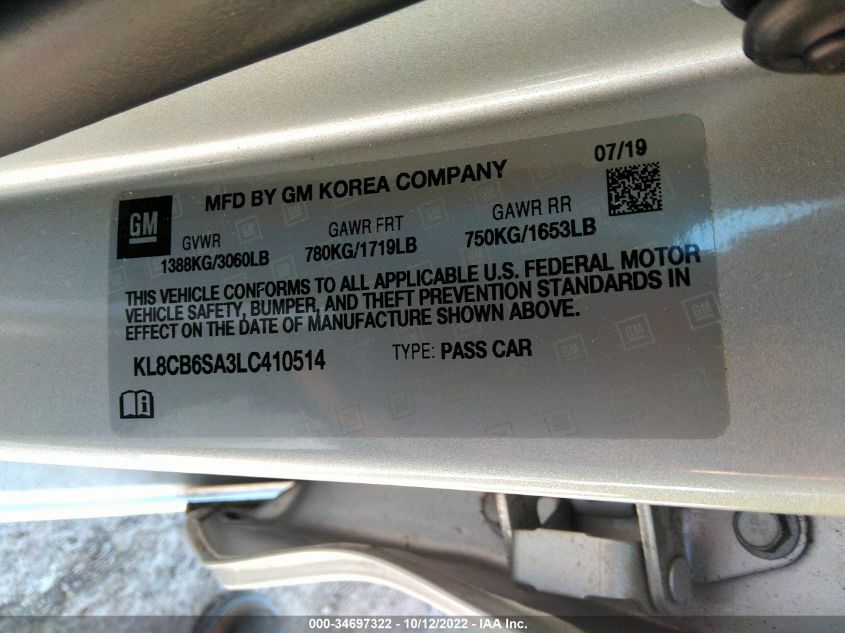 07/19
MFD BY GM KOREA COMPANY
GM
GVWR GAWR FRT GAWR RR
1388KG/3060LB 780KG/1719LB 750KG/1653LB
THIS VEHICLE CONFORMS TO ALL APPLICABLE U.S. FEDERAL MOTOR
VEHICLE SAFETY, BUMPER, AND THEFT PREVENTION STANDARDS IN
EFFECT ON THE DATE OF MANUFACTURE SHOWN ABOVE.
KL8CB6SA3LC410514 TYPE: PASS CAR
000-34697322 - 10/12/2022 - IAA Inc.